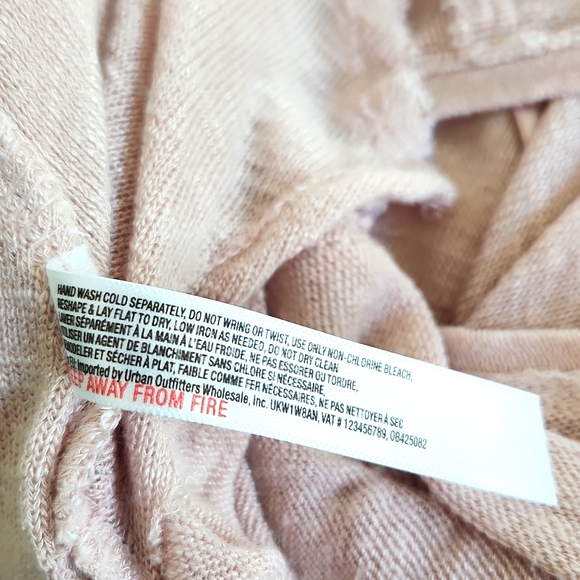 HAND WASH COLD SEPARATELY, DO NOT WRING OR TWIST, USE ONLY NON-CHLORINE BLEACH,
RESHAPE & LAY FLAT TO DRY, LOW IRON AS NEEDED, DO NOT DRY CLEAN
LAVER SÉPARÉMENT À LA MAIN À L'EAU FROIDE, NE PAS ESSORER OU TORDRE,
UTILISER UN AGENT DE BLANCHIMENT SANS CHLORE SI NÉCESSAIRE,
MODELER ET SÉCHER À PLAT, FAIBLE COMME FER NÉCESSAIRES, NE PAS NETTOYER À SEC
Imported by Urban Outfitters Wholesale, Inc. UKW1W8AN, VAT # 123456789, OB425082
EP AWAY FROM FIRE